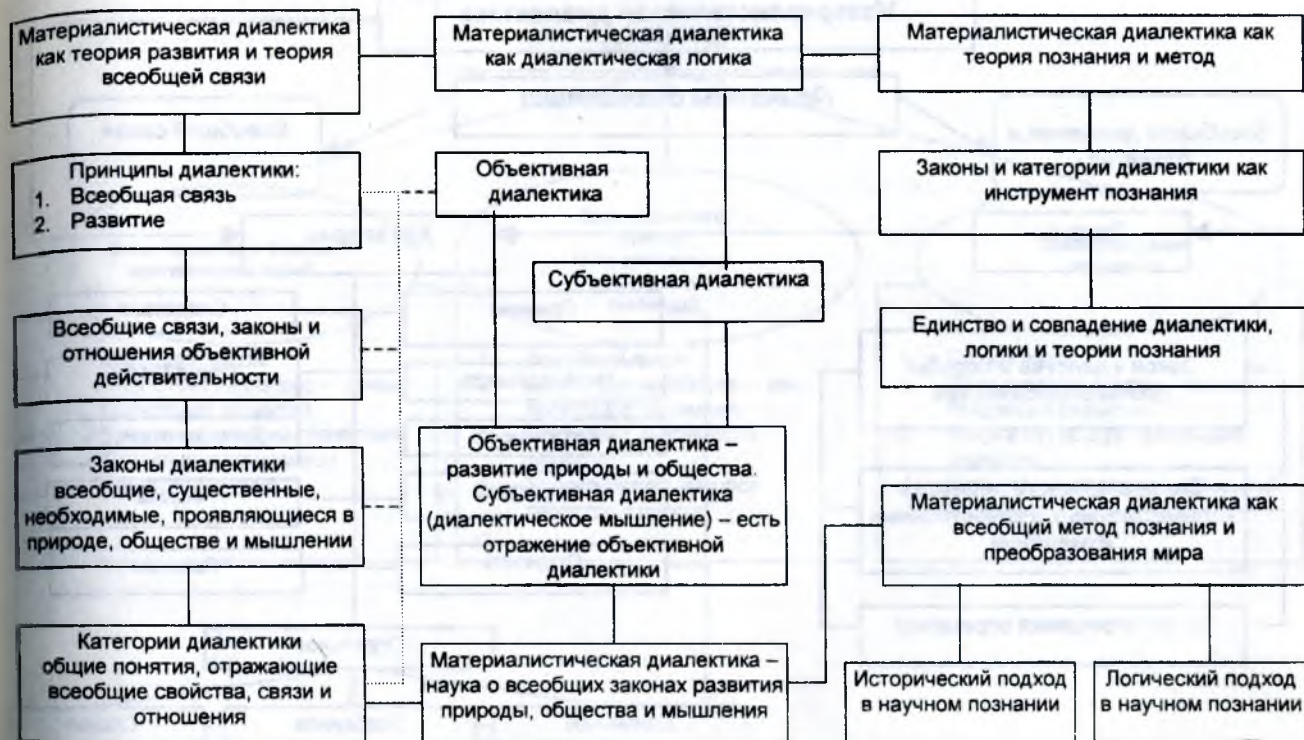 Материалистическая диалектика
как теория развития и теория
всеобщей связи
Материалистическая диалектика
как диалектическая логика
Материалистическая диалектика как
теория познания и метод
Принципы диалектики:
1. Всеобщая связь
2. Развитие
Объективная
диалектика
Законы и категории диалектики как
инструмент познания
Субъективная диалектика
Всеобщие связи, законы и
отношения объективной
действительности
Единство и совпадение диалектики,
логики и теории познания
Законы диалектики
всеобщие, существенные,
необходимые, проявляющиеся в
природе, обществе и мышлении
Объективная диалектика –
развитие природы и общества.
Субъективная диалектика
(диалектическое мышление) – есть
отражение объективной
диалектики
Материалистическая диалектика как
всеобщий метод познания и
преобразования мира
Категории диалектики
общие понятия, отражающие
всеобщие свойства, связи и
отношения
Материалистическая диалектика –
наука о всеобщих законах развития
природы, общества и мышления
Исторический подход
в научном познании
Логический подход
в научном познании